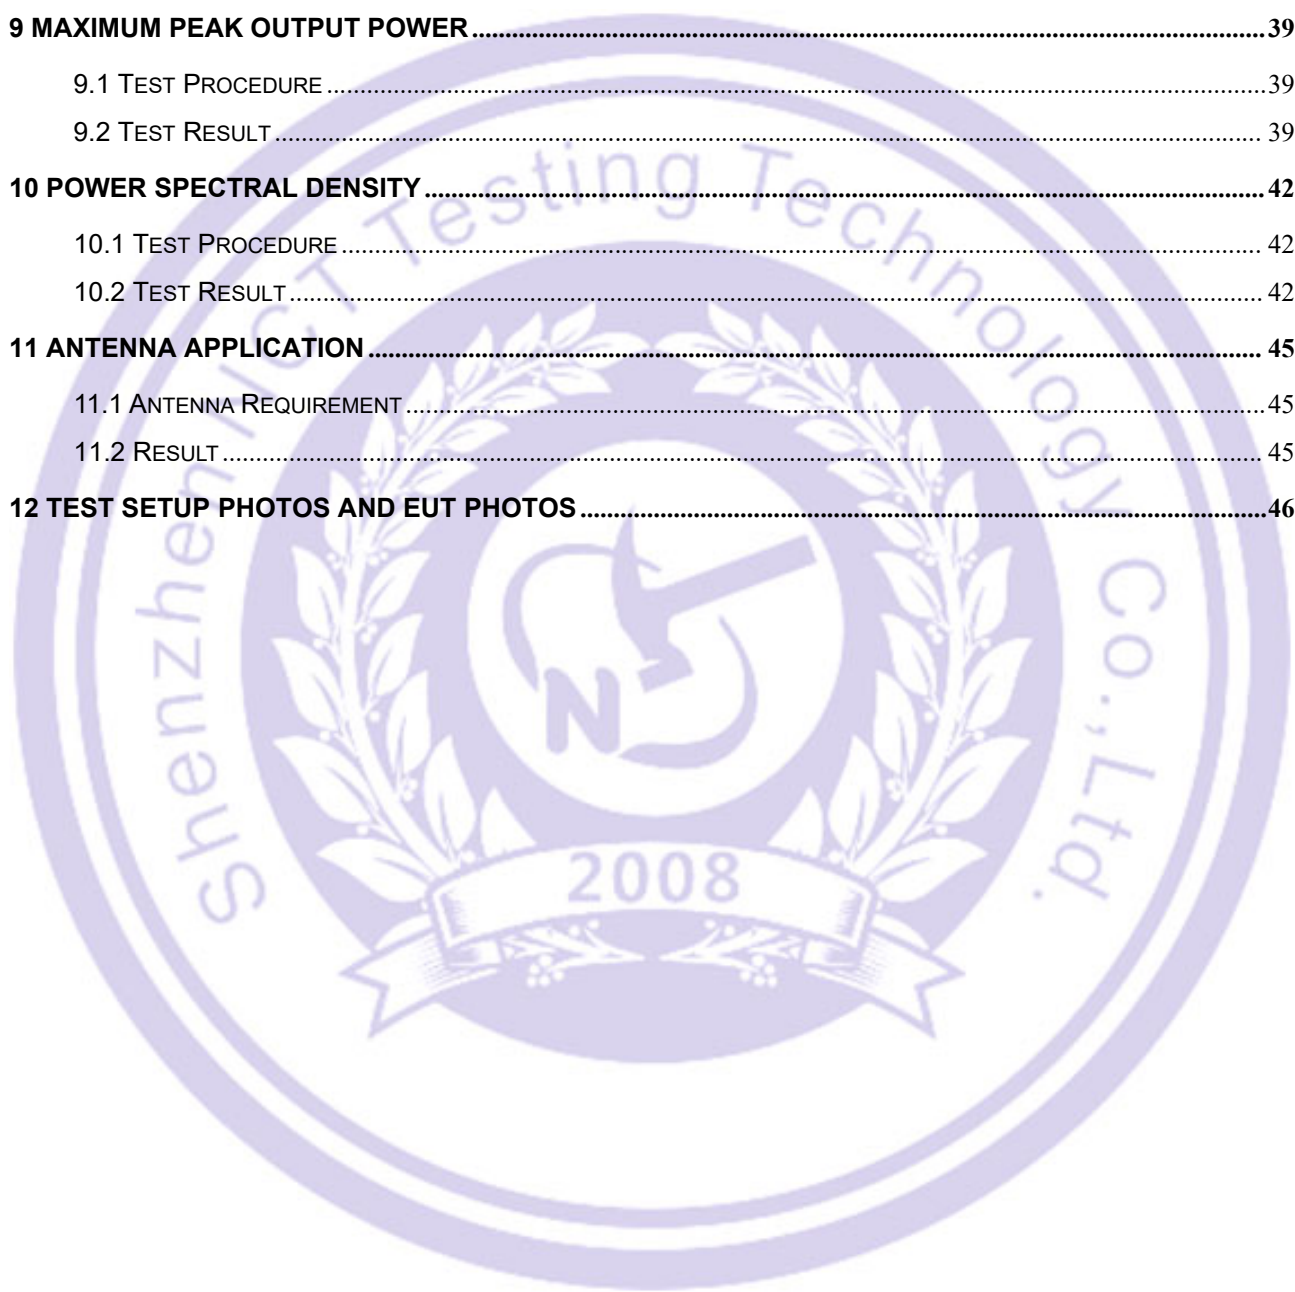 9 MAXIMUM PEAK OUTPUT POWER........................................39
9.1 TEST PROCEDURE........................................39
9.2 TEST RESULT........................................39
10 POWER SPECTRAL DENSITY........................................42
10.1 TEST PROCEDURE........................................42
10.2 TEST RESULT........................................42
11 ANTENNA APPLICATION........................................45
11.1 ANTENNA REQUIREMENT........................................45
11.2 RESULT........................................45
12 TEST SETUP PHOTOS AND EUT PHOTOS........................................46
Shenzhen NCT Testing Technology Co.,Ltd.
N
2008